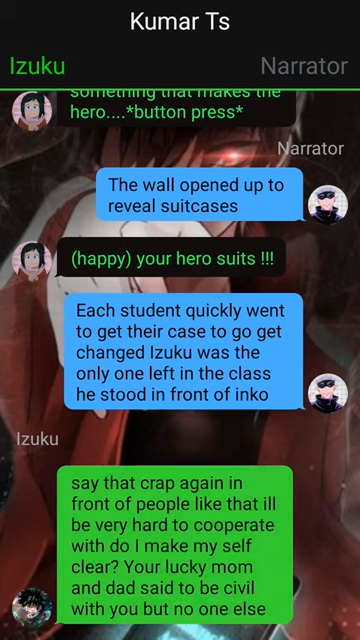 Kumar Ts
Izuku
Narrator
something that makes the
hero....*button press*
Narrator
The wall opened up to
reveal suitcases
(happy) your hero suits !!!
Each student quickly went
to get their case to go get
changed Izuku was the
only one left in the class
he stood in front of inko
Izuku
say that crap again in
front of people like that ill
be very hard to cooperate
with do I make my self
clear? Your lucky mom
and dad said to be civil
with you but no one else